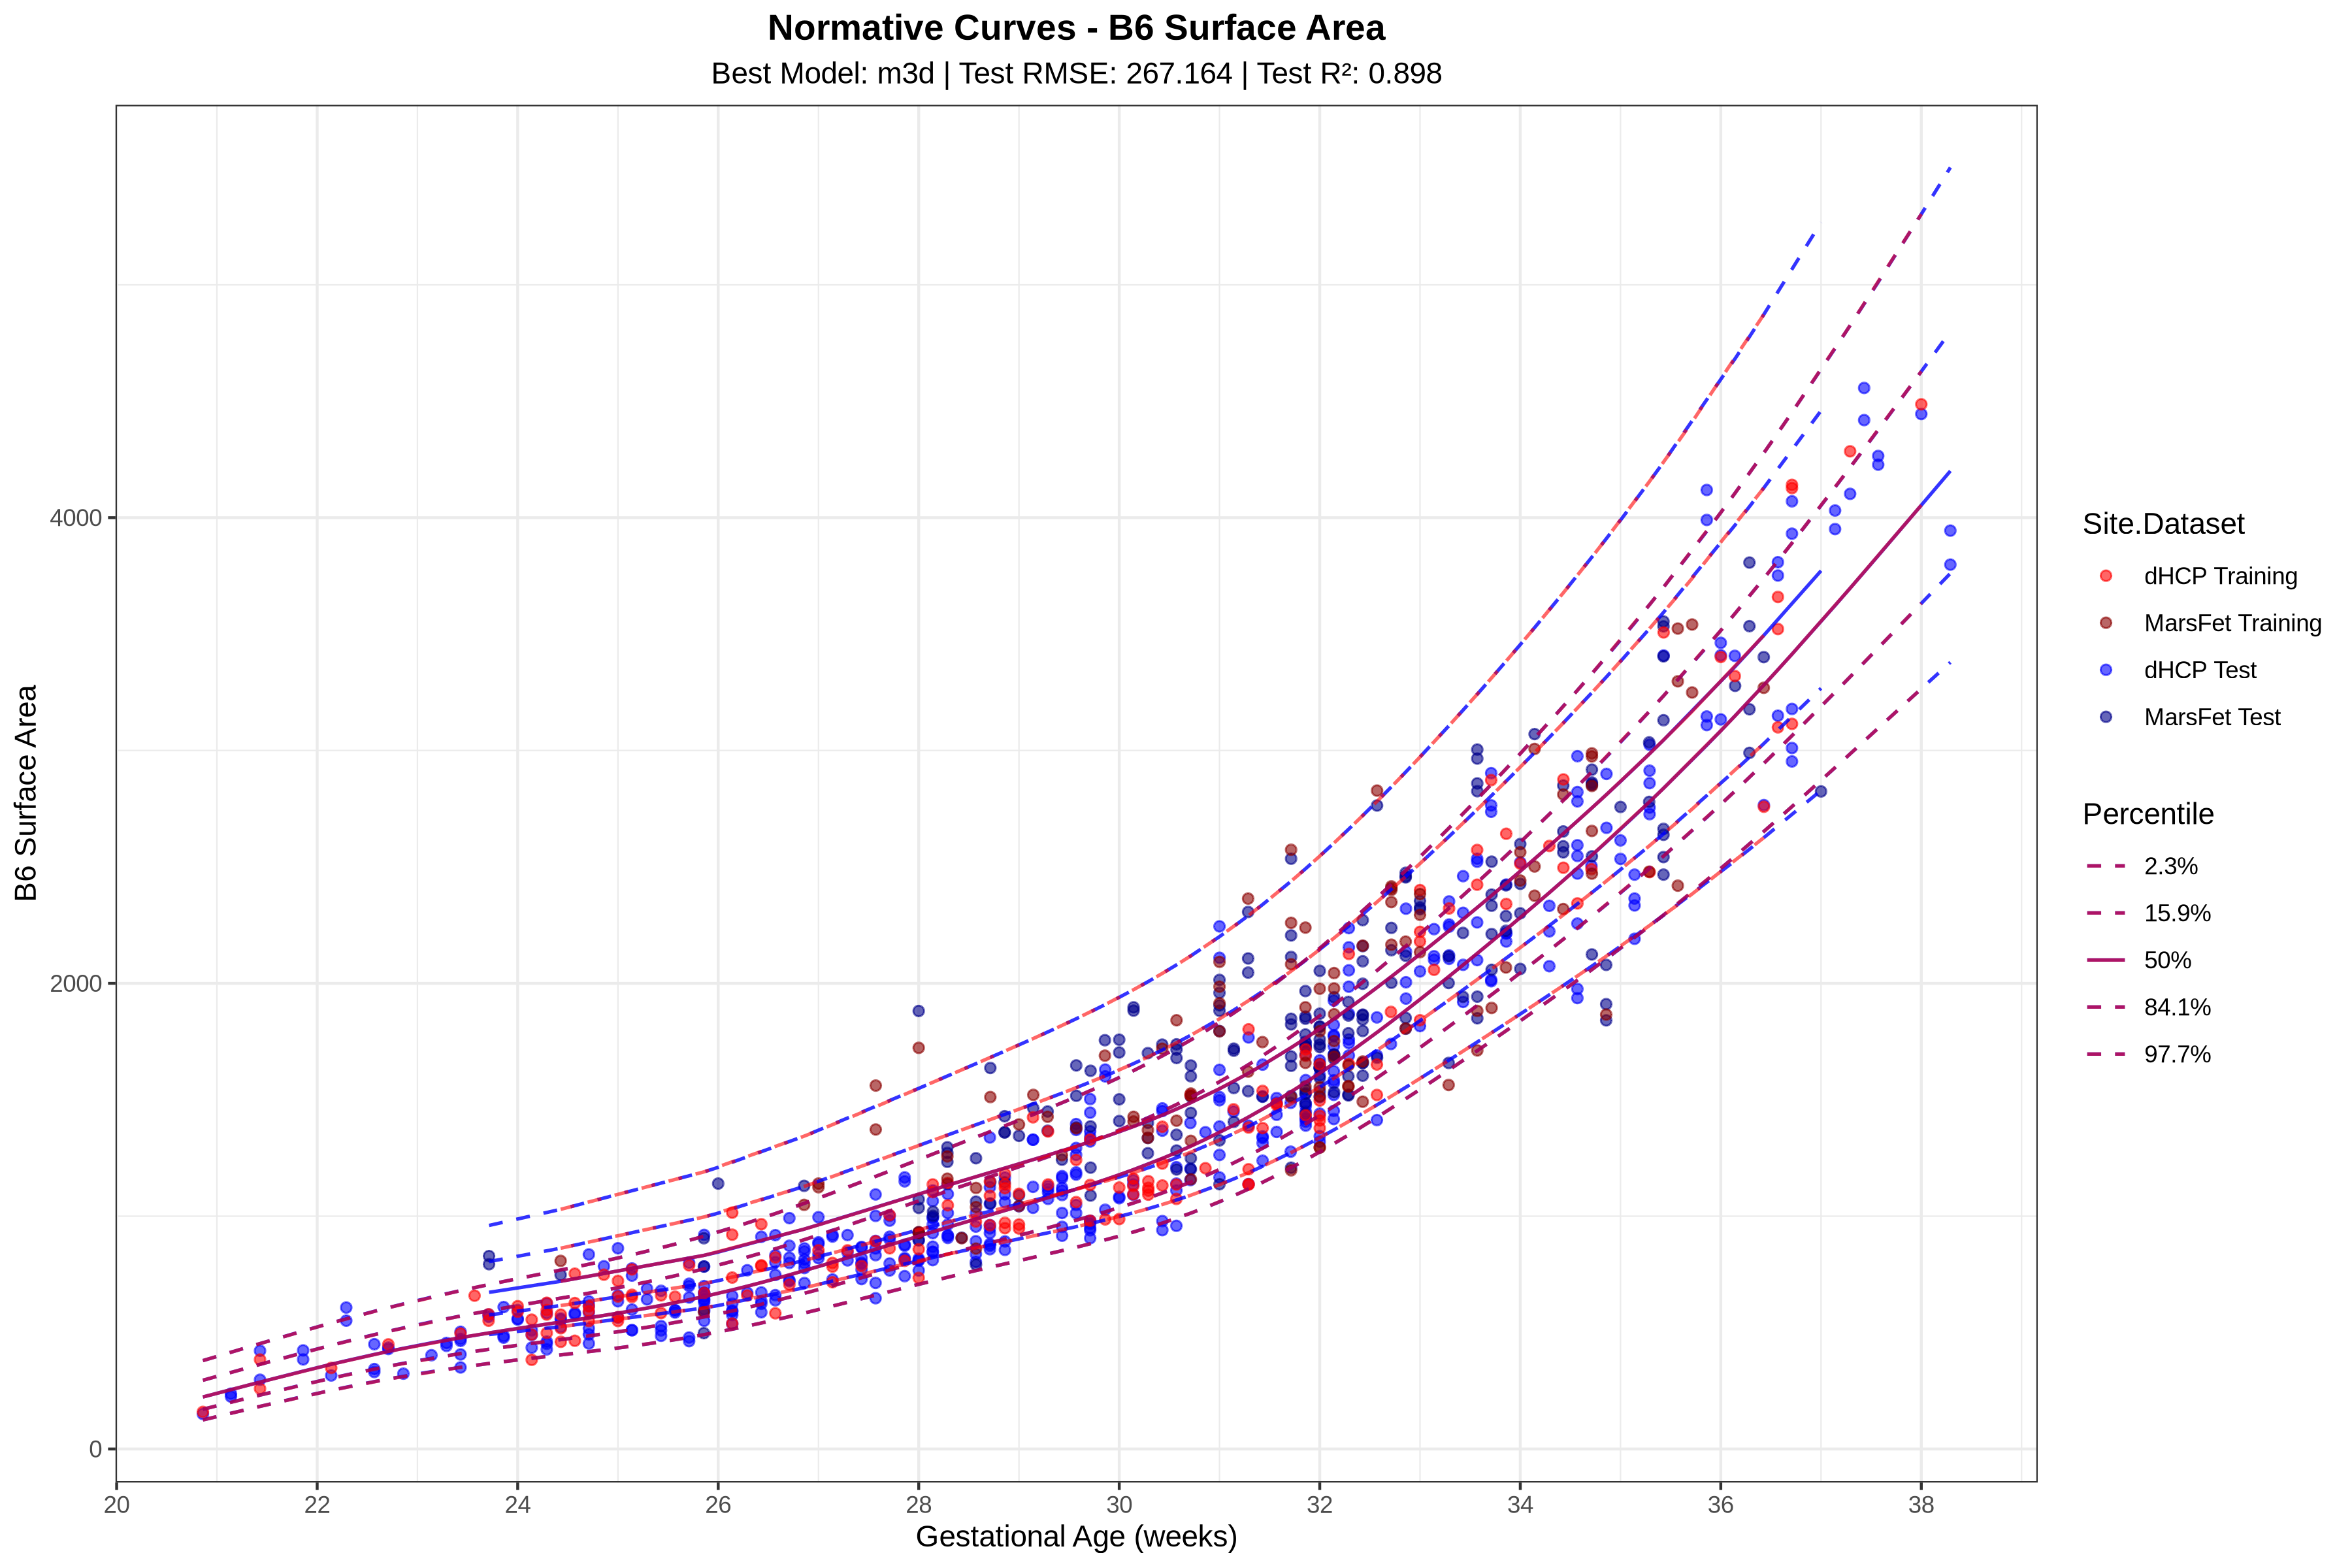 Normative Curves - B6 Surface Area
Best Model: m3d | Test RMSE: 267.164 | Test R²: 0.898
B6 Surface Area
4000
2000
0
20 22 24 26 28 30 32 34 36 38
Gestational Age (weeks)
Site.Dataset
dHCP Training
MarsFet Training
dHCP Test
MarsFet Test
Percentile
2.3%
15.9%
50%
84.1%
97.7%